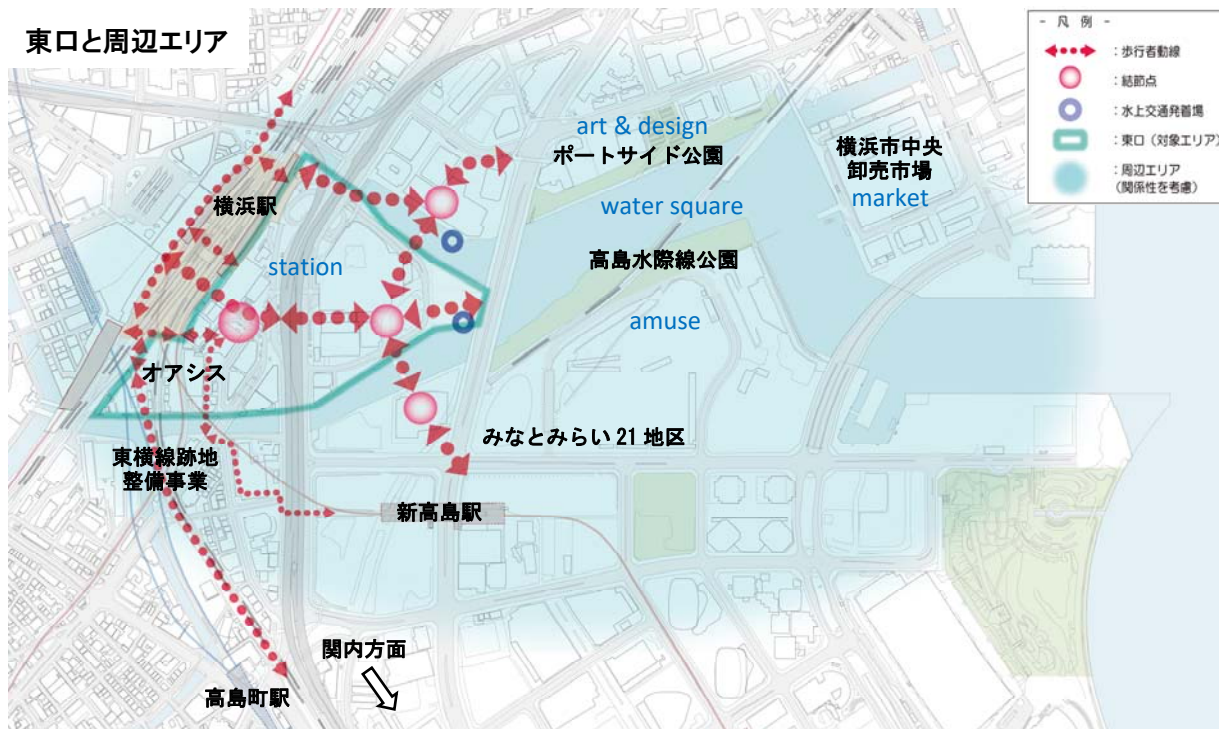 東口と周辺エリア
- 凡 例 -
：歩行者動線
：結節点
：水上交通発着場
：東口（対象エリア）
：周辺エリア
（関係性を考慮）
art & design
ポートサイド公園
横浜市中央
卸売市場
market
横浜駅
water square
station
高島水際線公園
amuse
オアシス
みなとみらい 21 地区
東横線跡地
整備事業
新高島駅
関内方面
高島町駅